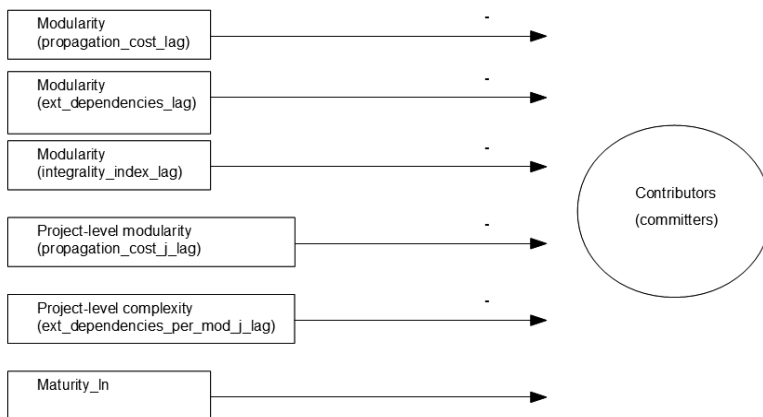 Modularity
(propagation_cost_lag)
-
Modularity
(ext_dependencies_lag)
-
Modularity
(integrality_index_lag)
-
Project-level modularity
(propagation_cost_j_lag)
-
Project-level complexity
(ext_dependencies_per_mod_j_lag)
-
Maturity_ln
Contributors
(committers)